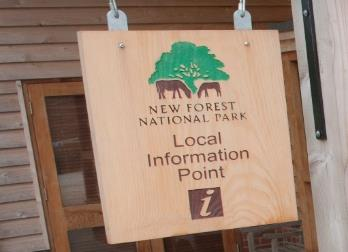 NEW FOREST
NATIONAL PARK
Local
Information
Point
i